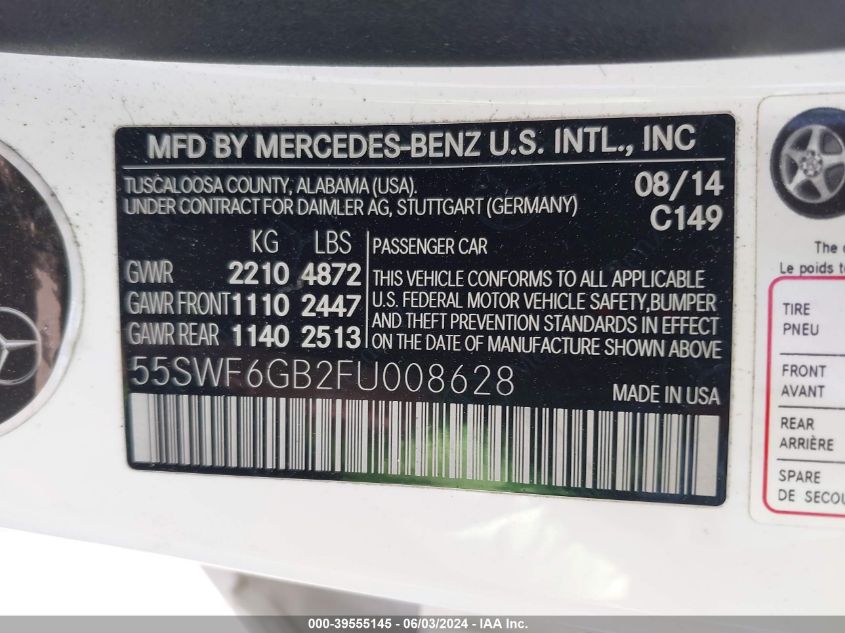 MFD BY MERCEDES-BENZ U.S. INTL., INC
TUSCALOOSA COUNTY, ALABAMA (USA). 08/14
UNDER CONTRACT FOR DAIMLER AG, STUTTGART (GERMANY) C149
KG LBS PASSENGER CAR
GVWR 2210 4872 THIS VEHICLE CONFORMS TO ALL APPLICABLE
GAWR FRONT 1110 2447 U.S. FEDERAL MOTOR VEHICLE SAFETY, BUMPER
GAWR REAR 1140 2513 AND THEFT PREVENTION STANDARDS IN EFFECT
ON THE DATE OF MANUFACTURE SHOWN ABOVE.
55SWF6GB2FU008628
MADE IN USA
The
Le poids
TIRE
PNEU
FRONT
AVANT
REAR
ARRIÈRE
SPARE
DE
000-39555145 - 06/03/2024 - IAA Inc.